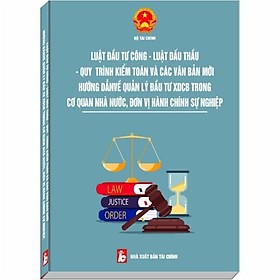 BỘ TÀI CHÍNH
LUẬT ĐẦU TƯ CÔNG - LUẬT ĐẤU THẦU
- QUY TRÌNH KIỂM TOÁN VÀ CÁC VĂN BẢN MỚI
HƯỚNG DẪNVỀ QUẢN LÝ ĐẦU TƯ XDCB TRONG
CƠ QUAN NHÀ NƯỚC, ĐƠN VỊ HÀNH CHÍNH SỰ NGHIỆP
LAW
JUSTICE
ORDER
NHÀ XUẤT BẢN TÀI CHÍNH